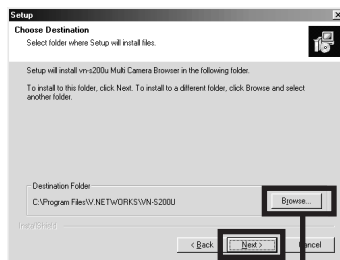 Setup
Choose Destination
Select folder where Setup will install files.
Setup will install vn-s200u Multi Camera Browser in the following folder.
To install to this folder, click Next. To install to a different folder, click Browse and select
another folder.
Destination Folder
C:\Program Files\V.NETWORKS\VN-S200U
Browse...
InstallShield
< Back
Next >